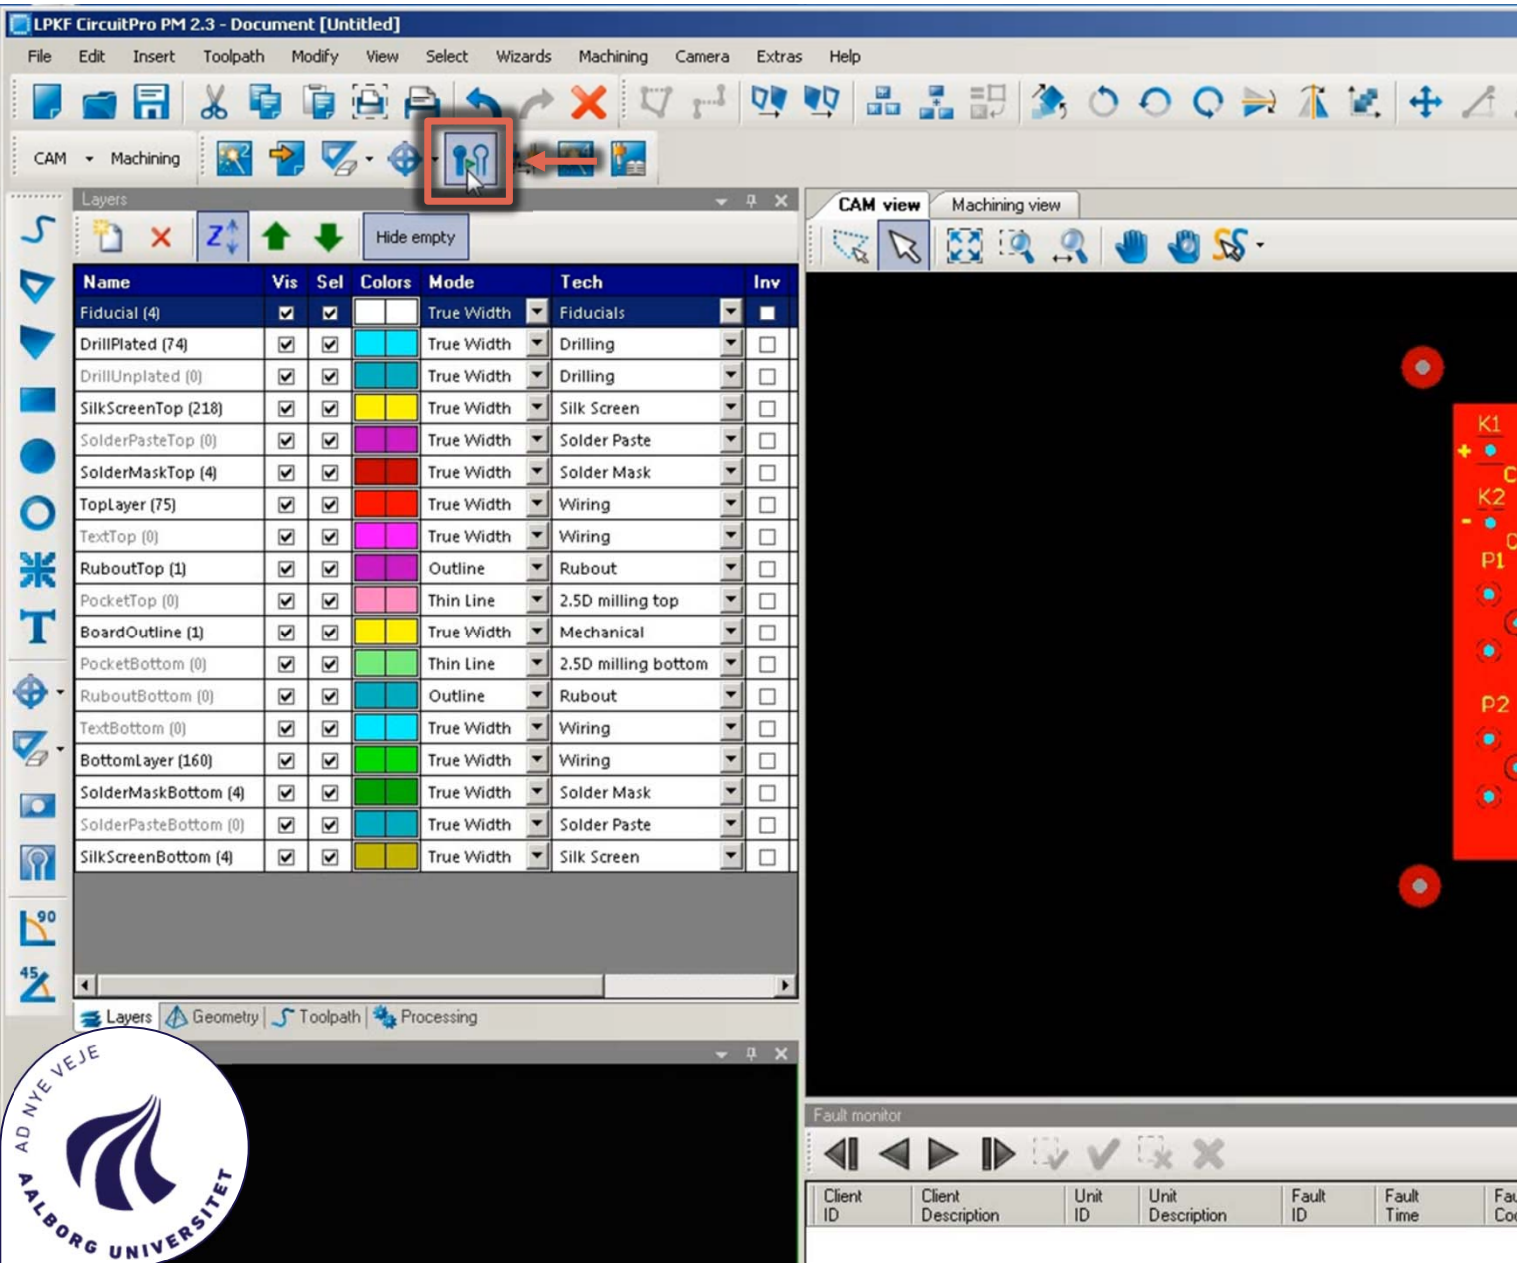 LPKF CircuitPro PM 2.3 - Document [Untitled]
File Edit Insert Toolpath Modify View Select Wizards Machining Camera Extras Help
CAM Machining
Layers
Z Hide empty
CAM view Machining view
Name Vis Sel Colors Mode Tech Inv
Fiducial (4) True Width Fiducials
DrillPlated (74) True Width Drilling
DrillUnplated (0) True Width Drilling
SilkScreenTop (218) True Width Silk Screen
SolderPasteTop (0) True Width Solder Paste
SolderMaskTop (4) True Width Solder Mask
TopLayer (75) True Width Wiring
TextTop (0) True Width Wiring
RuboutTop (1) Outline Rubout
PocketTop (0) Thin Line 2.5D milling top
BoardOutline (1) True Width Mechanical
PocketBottom (0) Thin Line 2.5D milling bottom
RuboutBottom (0) Outline Rubout
TextBottom (0) True Width Wiring
BottomLayer (160) True Width Wiring
SolderMaskBottom (4) True Width Solder Mask
SolderPasteBottom (0) True Width Solder Paste
SilkScreenBottom (4) True Width Silk Screen
T
90
45
K1
+
C
K2
-
C
P1
P2
Layers Geometry Toolpath Processing
AD NYE VEJE
AALBORG UNIVERSITET
Fault monitor
Client ID Client Description Unit ID Unit Description Fault ID Fault Time Fau Coo